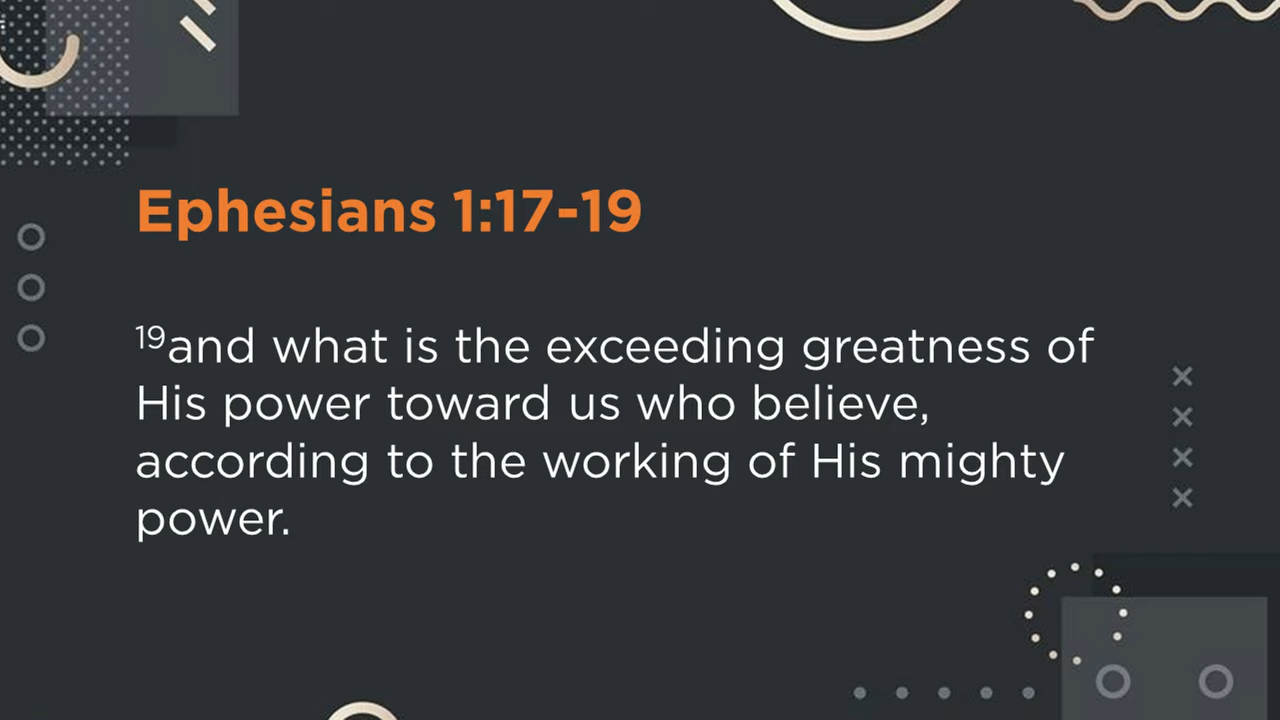 Ephesians 1:17-19
19and what is the exceeding greatness of
His power toward us who believe,
according to the working of His mighty
power.